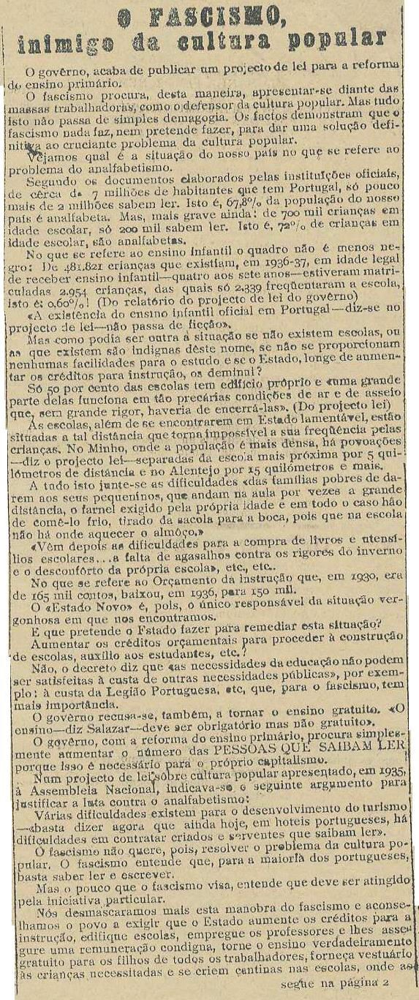 O FASCISMO,
inimigo da cultura popular
O govêrno, acaba de publicar um projecto de lei para a reforma
do ensino primário.
O fascismo procura, desta maneira, apresentar-se diante das
massas trabalhadoras, como o defensor da cultura popular. Mas tudo
isto não passa de simples demagogia. Os factos demonstram que o
fascismo nada faz, nem pretende fazer, para dar uma solução defi-
nitiva ao cruciante problema da cultura popular.
Vejamos qual é a situação do nosso país no que se refere ao
problema do analfabetismo.
Segundo os documentos elaborados pelas instituíções oficiais,
de cêrca de 7 milhões de habitantes que tem Portugal, só pouco
mais de 2 milhões sabem ler. Isto é, 67,8% da população do nosso
país é analfabeta. Mas, mais grave ainda: de 700 mil crianças em
idade escolar, só 200 mil sabem ler. Isto é, 72% de crianças em
idade escolar, são analfabetas.
No que se refere ao ensino infantil o quadro não é menos ne-
gro: De 481.821 crianças que existiam, em 1936-37, em idade legal
de receber ensino infantil—quatro aos sete anos—estiveram matri-
culadas 2.954 crianças, das quais só 2.339 freqüentaram a escola,
isto é: 0,60%! (Do relatório do projecto de lei do govêrno)
«A existência do ensino infantil oficial em Portugal—diz-se no
projecto de lei—não passa de ficção».
Mas como podía ser outra a situação se não existem escolas, ou
as que existem são indignas dêste nome, se não se proporcionam
nenhumas facilidades para o estudo e se o Estado, longe de aumen-
tar os créditos para instrução, os deminai?
Só 50 por cento das escolas tem edifício próprio e «uma grande
parte delas funciona em tão precárias condições de ar e de asseio
que, sem grande rigor, haveria de encerrá-las». (Do projecto lei)
As escolas, além de se encontrarem em Estado lamentável, estão
situadas a tal distância que torna impossível a sua freqüência pelas
crianças. No Minho, onde a população é mais densa, há povoações
—diz o projecto lei—separadas da escola mais próxima por 5 qui-
lómetros de distância e no Alentejo por 15 quilómetros e mais.
A tudo isto junte-se as dificuldades «das famílias pobres de da-
rem aos seus pequeninos, que andam na aula por vezes a grande
distância, o farnel exigido pela própria idade e em todo o caso hão
de comê-lo frio, tirado da sacola para a boca, pois que na escola
não há onde aquecer o almôço.»
«Vêm depois as dificuldades para a compra de livros e utensí-
lios escolares...a falta de agasalhos contra os rigores do inverno
e o desconfôrto da própria escola», etc., etc..
No que se refere ao Orçamento da instrução que, em 1930, era
de 165 mil contos, baixou, em 1936, para 150 mil.
O «Estado Novo» é, pois, o único responsável da situação ver-
gonhosa em que nos encontramos.
E que pretende o Estado fazer para remediar esta situação?
Aumentar os créditos orçamentais para proceder à construção
de escolas, auxílio aos estudantes, etc.?
Não, o decreto diz que «as necessidades da educação não podem
ser satisfeitas à custa de outras necessidades públicas», por exem-
plo: à custa da Legião Portuguesa, etc, que, para o fascismo, tem
mais importância.
O govêrno recusa-se, também, a tornar o ensino gratuito. «O
ensino—diz Salazar—deve ser obrigatório mas não gratuito».
O govêrno, com a reforma do ensino primário, procura simples-
mente aumentar o número das PESSOAS QUE SAIBAM LER
porque isso é necessário para o próprio capitalismo.
Num projecto de lei sôbre cultura popular apresentado, em 1935,
à Assembleia Nacional, indicava-se o seguinte argumento para
justificar a luta contra o analfabetismo:
Várias dificuldades existem para o desenvolvimento do turismo
—«basta dizer agora que ainda hoje, em hoteis portugueses, há
dificuldades em contratar criados e serventes que saibam ler».
O fascismo não quere, pois, resolver o problema da cultura po-
pular. O fascismo entende que, para a maioria dos portugueses,
basta saber ler e escrever.
Mas o pouco que o fascismo visa, entende que deve ser atingido
pela iniciativa particular.
Nós desmascaramos mais esta manobra do fascismo e aconse-
lhamos o povo a exigir que o Estado aumente os créditos para a
instrução, edifique escolas, empregue os professores e lhes asse-
gure uma remuneração condigna, torne o ensino verdadeiramente
gratuito para os filhos de todos os trabalhadores, forneça vestuário
às crianças necessitadas e se criem cantinas nas escolas, onde as
segue na página 2